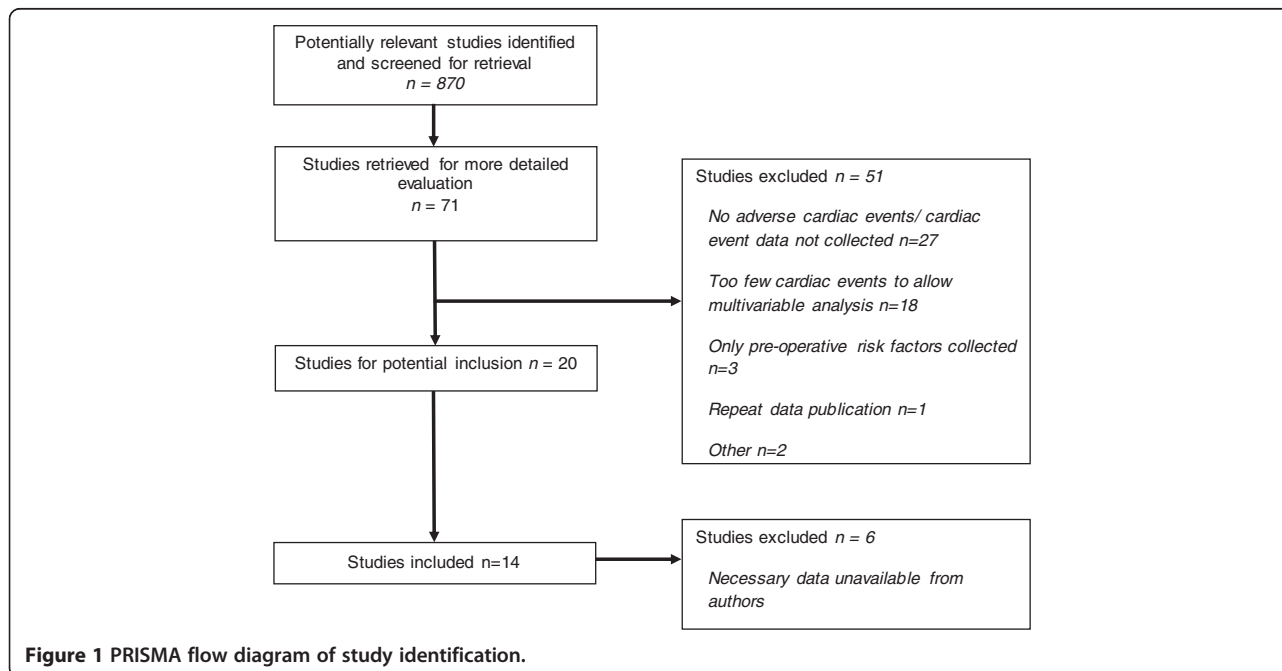 Potentially relevant studies identified
and screened for retrieval
n = 870
Studies retrieved for more detailed
evaluation
n = 71
Studies excluded n = 51
No adverse cardiac events/ cardiac
event data not collected n=27
Too few cardiac events to allow
multivariable analysis n=18
Only pre-operative risk factors collected
n=3
Repeat data publication n=1
Other n=2
Studies for potential inclusion n = 20
Studies included n=14
Studies excluded n = 6
Necessary data unavailable from
authors
Figure 1 PRISMA flow diagram of study identification.